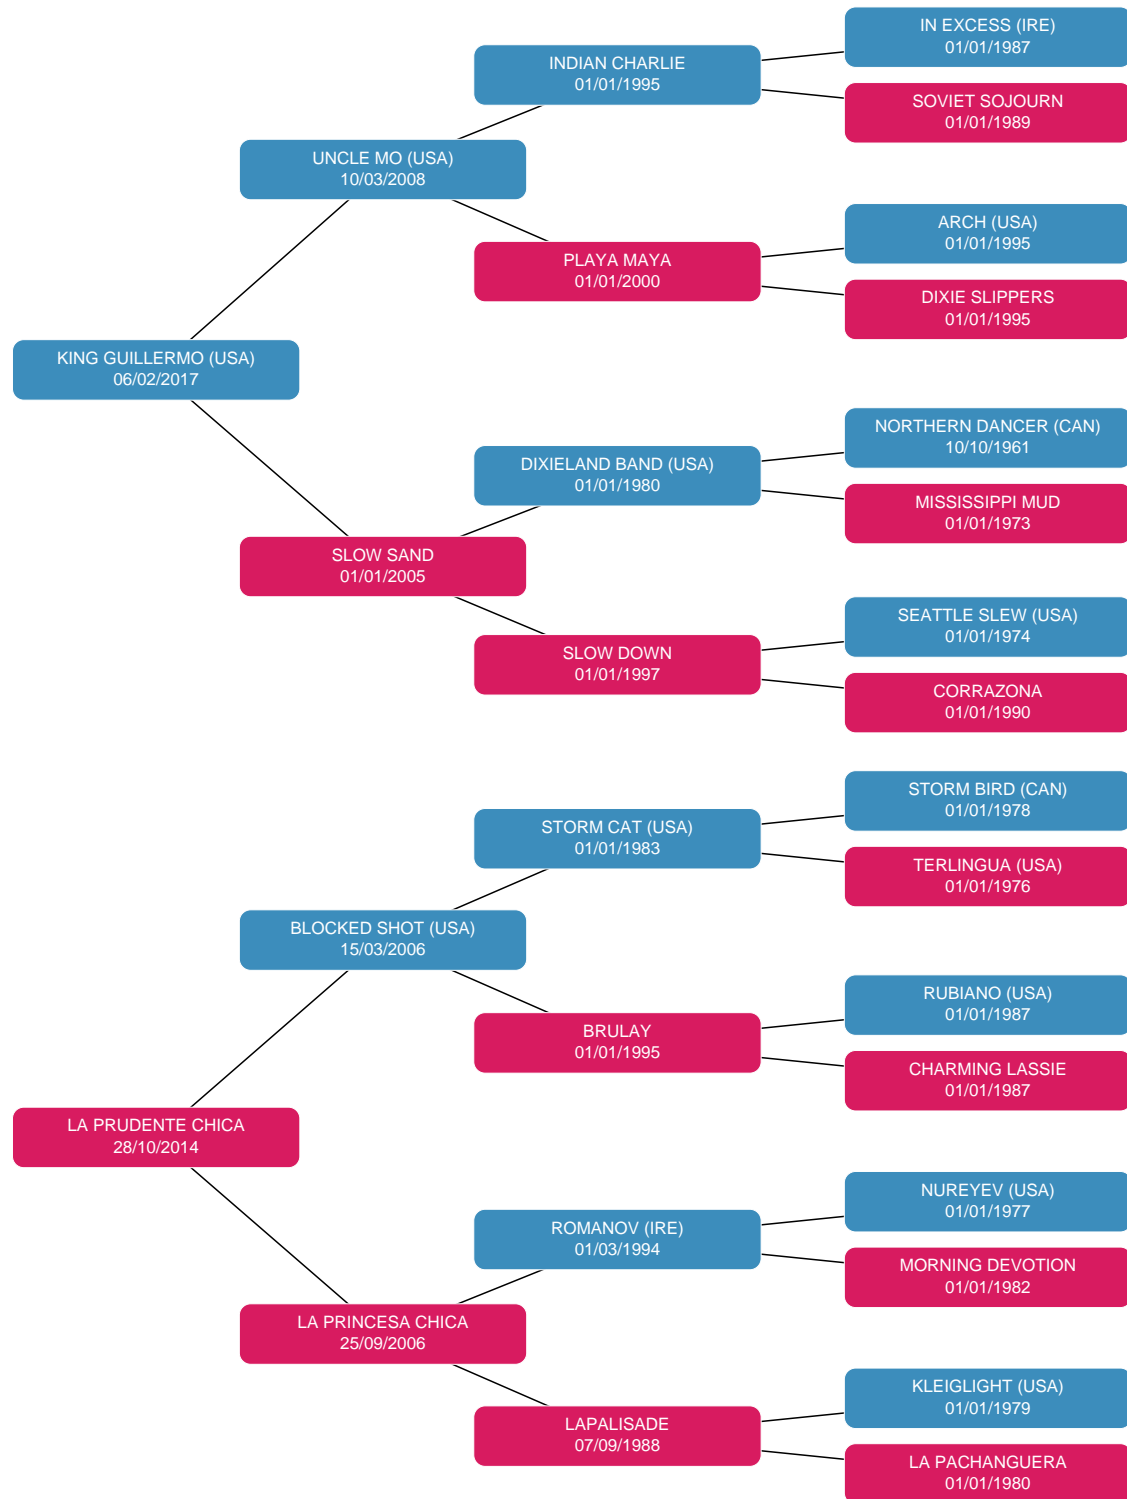 IN EXCESS (IRE)
01/01/1987
INDIAN CHARLIE
01/01/1995
SOVIET SOJOURN
01/01/1989
UNCLE MO (USA)
10/03/2008
ARCH (USA)
01/01/1995
PLAYA MAYA
01/01/2000
DIXIE SLIPPERS
01/01/1995
KING GUILLERMO (USA)
06/02/2017
NORTHERN DANCER (CAN)
10/10/1961
DIXIELAND BAND (USA)
01/01/1980
MISSISSIPPI MUD
01/01/1973
SLOW SAND
01/01/2005
SEATTLE SLEW (USA)
01/01/1974
SLOW DOWN
01/01/1997
CORRAZONA
01/01/1990
STORM BIRD (CAN)
01/01/1978
STORM CAT (USA)
01/01/1983
TERLINGUA (USA)
01/01/1976
BLOCKED SHOT (USA)
15/03/2006
RUBIANO (USA)
01/01/1987
BRULAY
01/01/1995
CHARMING LASSIE
01/01/1987
LA PRUDENTE CHICA
28/10/2014
NUREYEV (USA)
01/01/1977
ROMANOV (IRE)
01/03/1994
MORNING DEVOTION
01/01/1982
LA PRINCESA CHICA
25/09/2006
KLEIGLIGHT (USA)
01/01/1979
LAPALISADE
07/09/1988
LA PACHANGUERA
01/01/1980